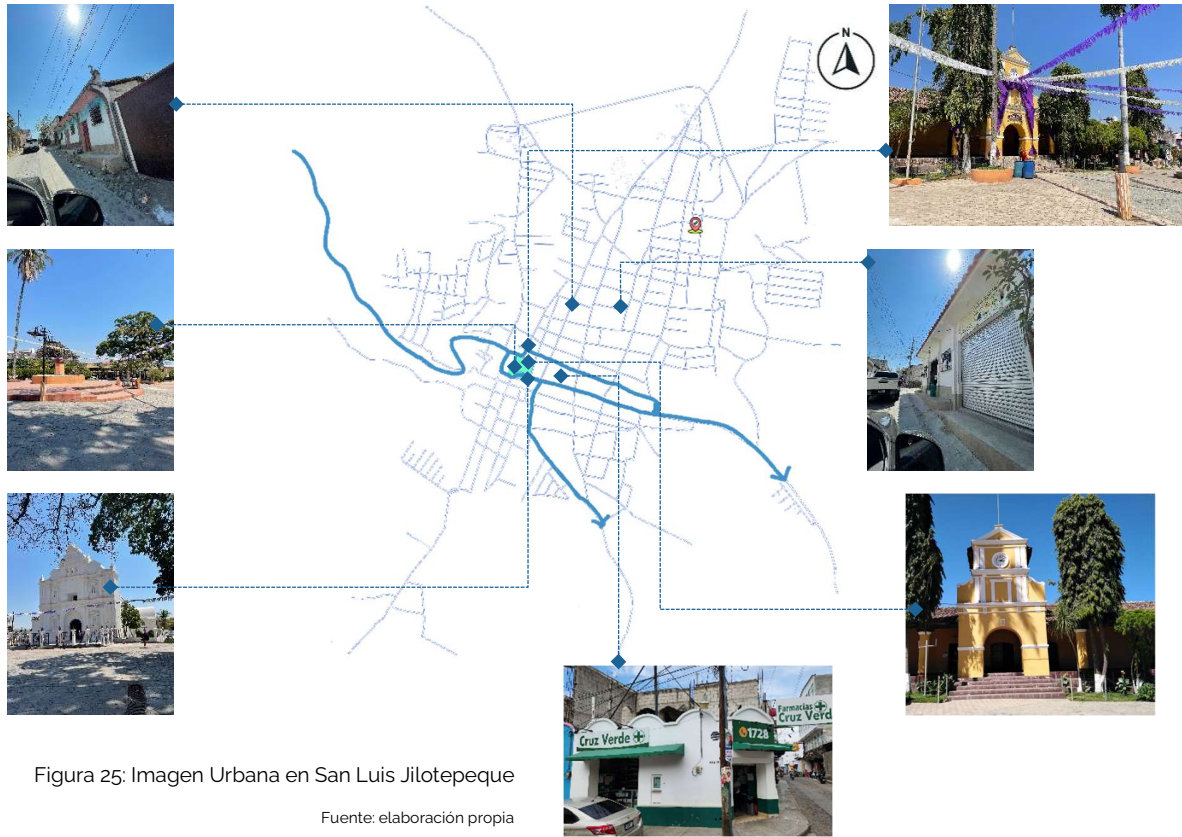 N
Cruz Verde
1728
Farmacias
Cruz Verde
Figura 25: Imagen Urbana en San Luis Jilotepeque
Fuente: elaboración propia